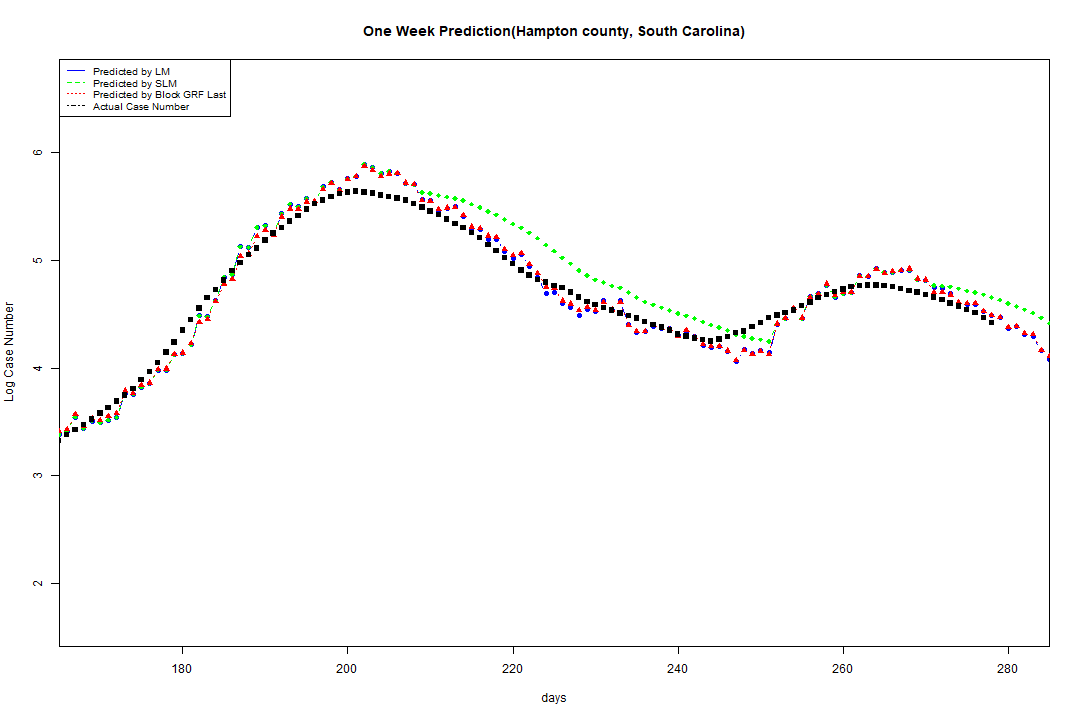 One Week Prediction(Hampton county, South Carolina)
Predicted by LM
Predicted by SLM
Predicted by Block GRF Last
Actual Case Number
6
5
4
3
2
Log Case Number
180 200 220 240 260 280
days